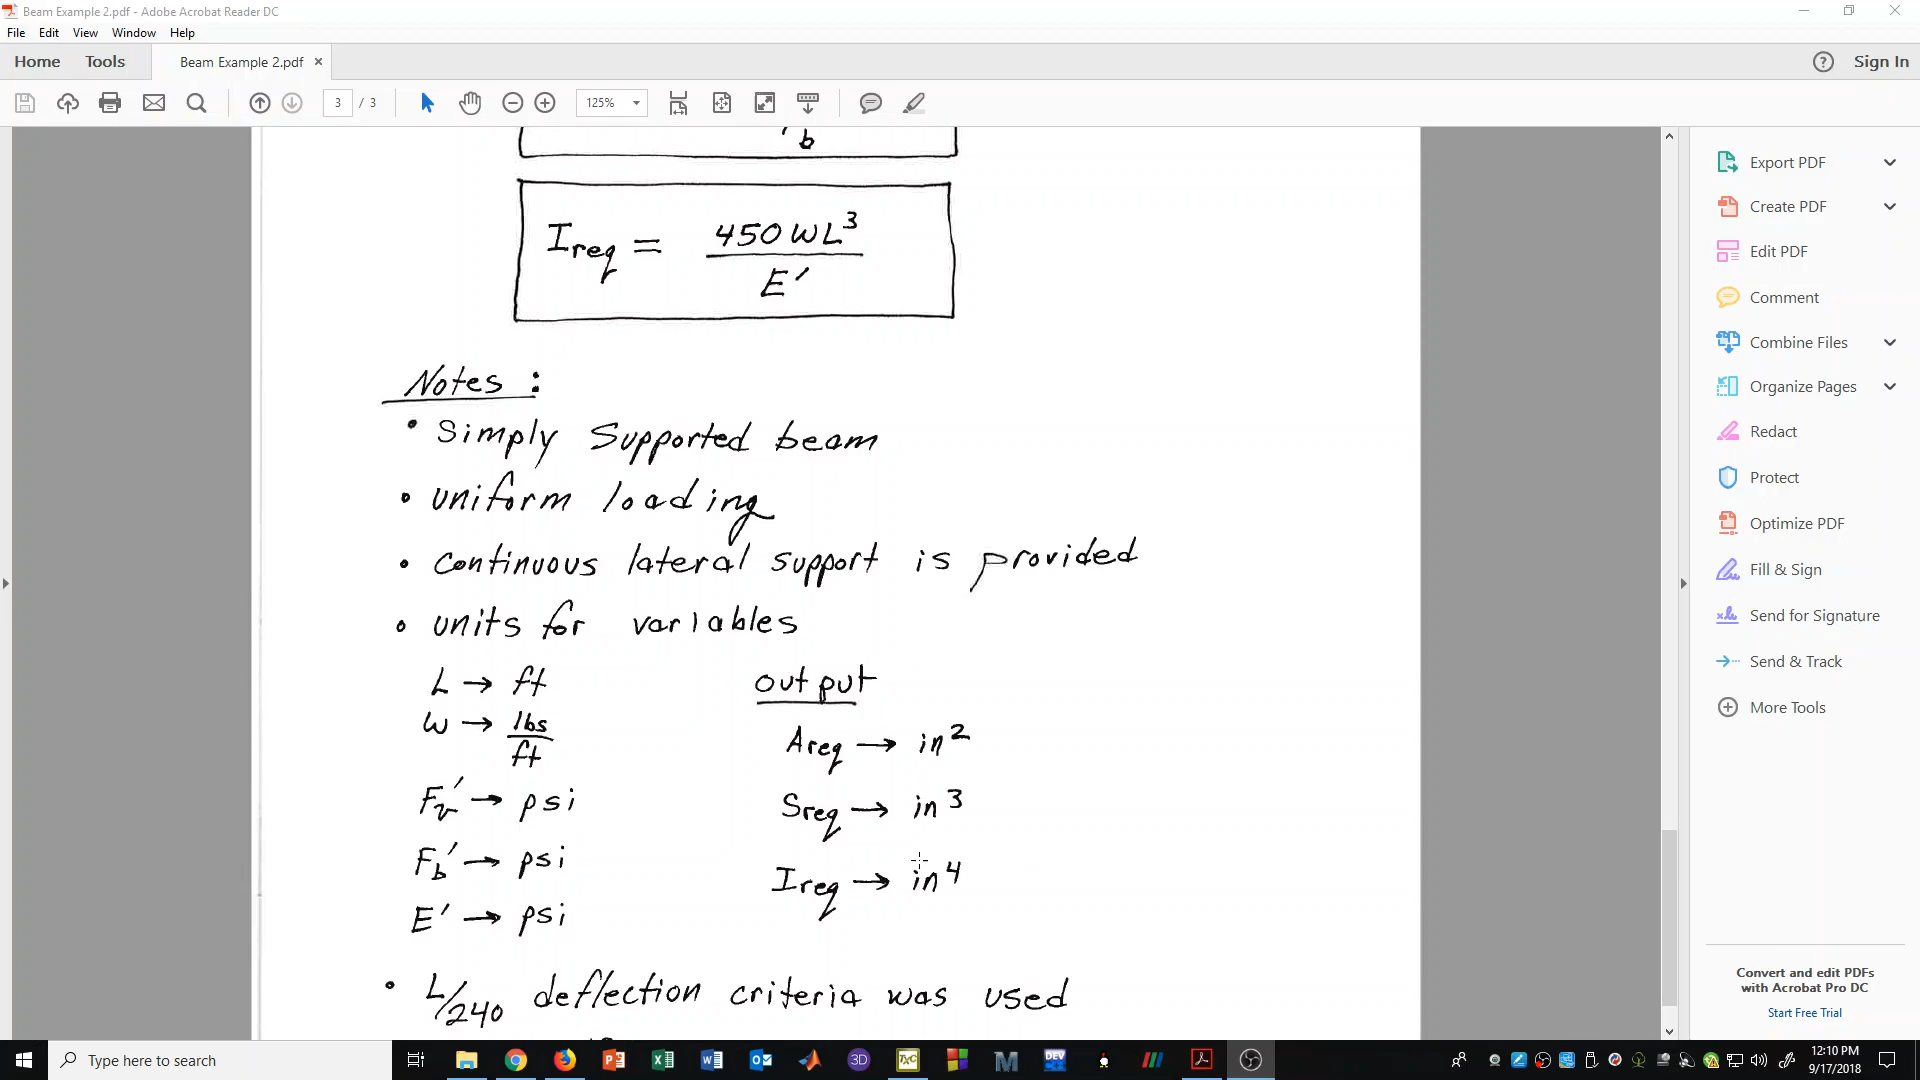 Beam Example 2.pdf - Adobe Acrobat Reader DC
File Edit View Window Help
Home Tools Beam Example 2.pdf × Sign In
3 / 3 125%
b
Ireq = 450WL³ / E'
Notes:
• Simply Supported beam
• uniform loading
• continuous lateral support is provided
• units for variables
L → ft
W → lbs/ft
Fv' → psi
Fb' → psi
E' → psi
output
Areq → in²
Sreq → in³
Ireq → in⁴
• L/240 deflection criteria was used
Export PDF
Create PDF
Edit PDF
Comment
Combine Files
Organize Pages
Redact
Protect
Optimize PDF
Fill & Sign
Send for Signature
Send & Track
More Tools
Convert and edit PDFs
with Acrobat Pro DC
Start Free Trial
Type here to search
12:10 PM
9/17/2018